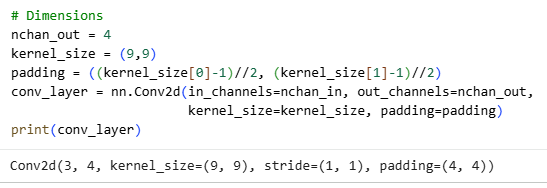 # Dimensions
nchan_out = 4
kernel_size = (9,9)
padding = ((kernel_size[0]-1)//2, (kernel_size[1]-1)//2)
conv_layer = nn.Conv2d(in_channels=nchan_in, out_channels=nchan_out,
                       kernel_size=kernel_size, padding=padding)
print(conv_layer)
Conv2d(3, 4, kernel_size=(9, 9), stride=(1, 1), padding=(4, 4))